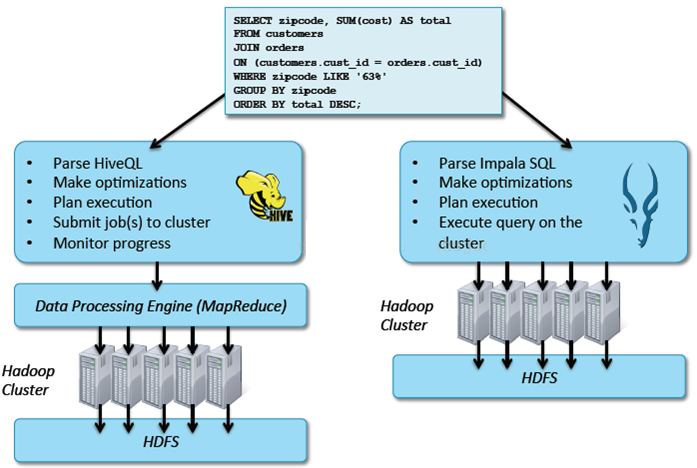 SELECT zipcode, SUM(cost) AS total
FROM customers
JOIN orders
ON (customers.cust_id = orders.cust_id)
WHERE zipcode LIKE '63%'
GROUP BY zipcode
ORDER BY total DESC;
• Parse HiveQL
• Make optimizations
• Plan execution
• Submit job(s) to cluster
• Monitor progress
HIVE
Data Processing Engine (MapReduce)
Hadoop
Cluster
HDFS
• Parse Impala SQL
• Make optimizations
• Plan execution
• Execute query on the
cluster
Hadoop
Cluster
HDFS